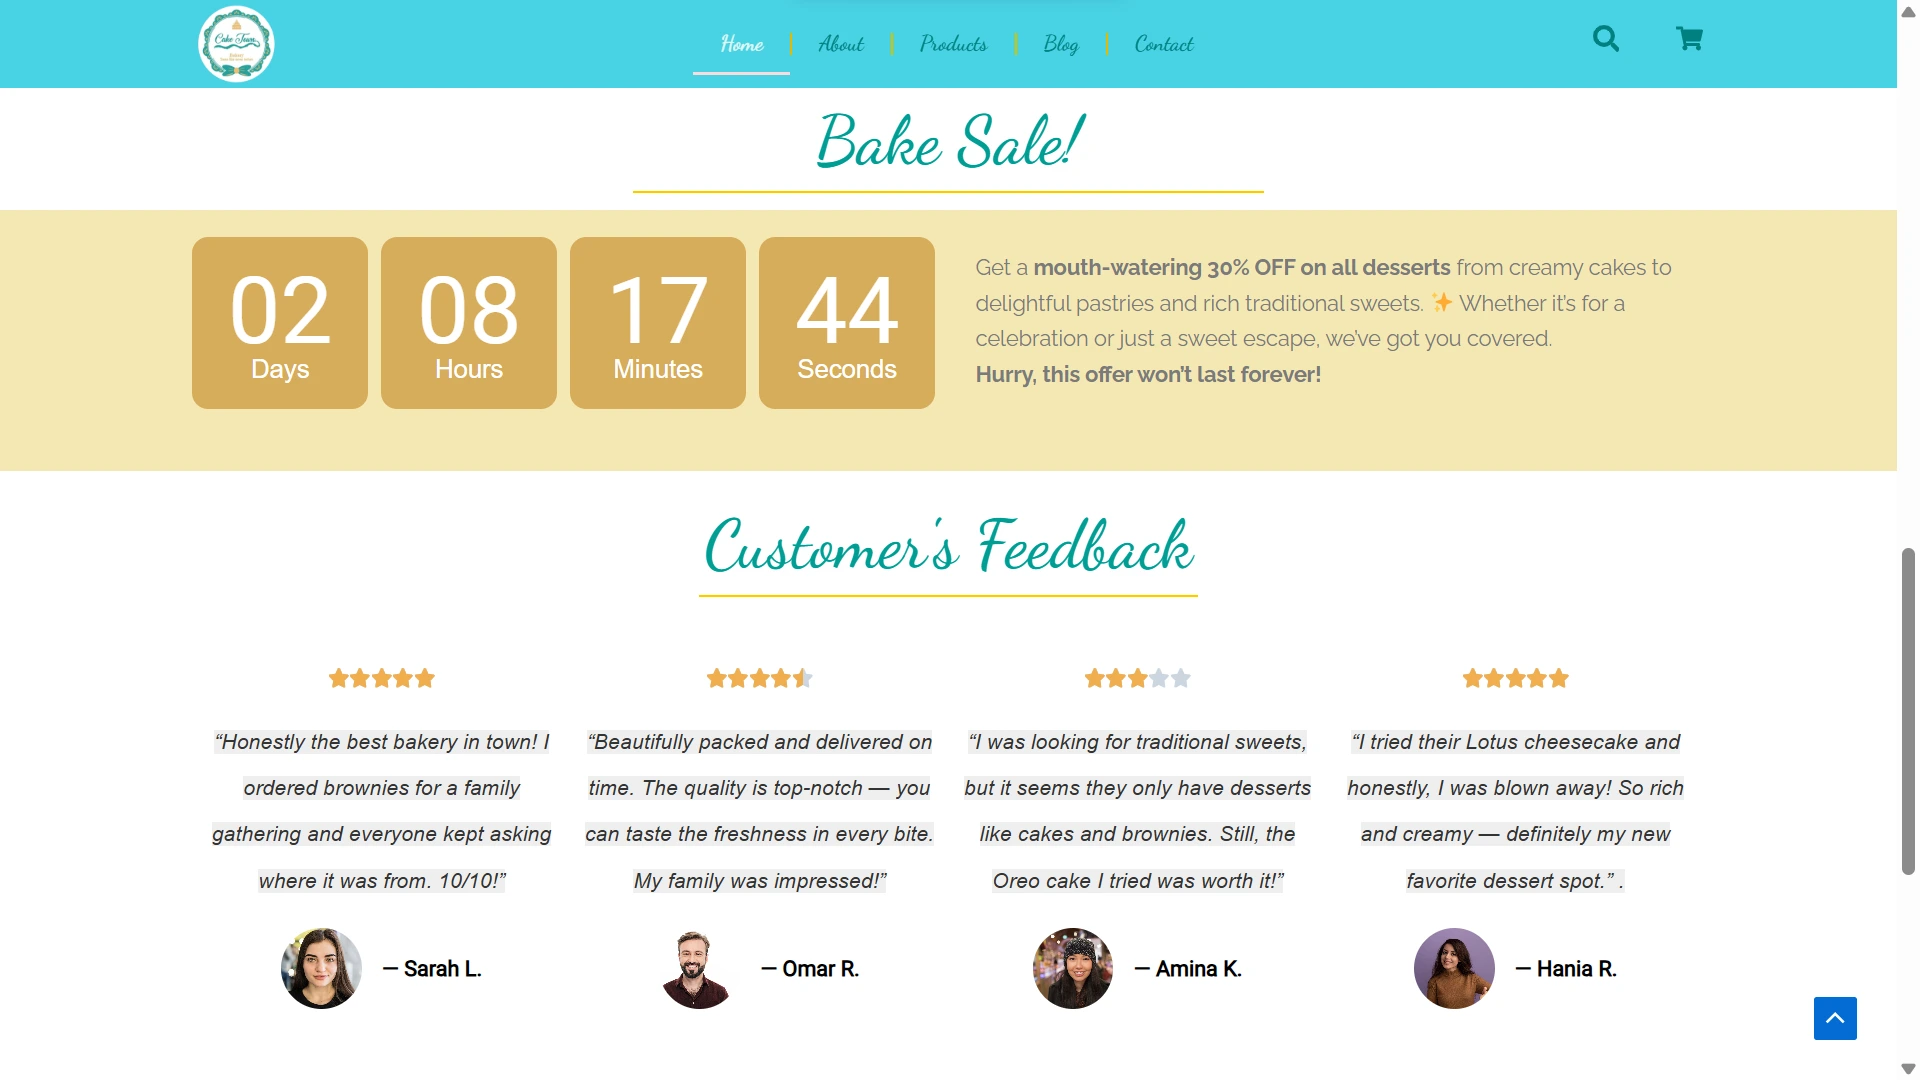 Cake Town
Home
About
Products
Blog
Contact
Bake Sale!
02
Days
08
Hours
17
Minutes
44
Seconds
Get a mouth-watering 30% OFF on all desserts from creamy cakes to
delightful pastries and rich traditional sweets. ✨ Whether it's for a
celebration or just a sweet escape, we've got you covered.
Hurry, this offer won't last forever!
Customer's Feedback
“Honestly the best bakery in town! I
ordered brownies for a family
gathering and everyone kept asking
where it was from. 10/10!”
— Sarah L.
“Beautifully packed and delivered on
time. The quality is top-notch — you
can taste the freshness in every bite.
My family was impressed!”
— Omar R.
“I was looking for traditional sweets,
but it seems they only have desserts
like cakes and brownies. Still, the
Oreo cake I tried was worth it!”
— Amina K.
“I tried their Lotus cheesecake and
honestly, I was blown away! So rich
and creamy — definitely my new
favorite dessert spot.” .
— Hania R.